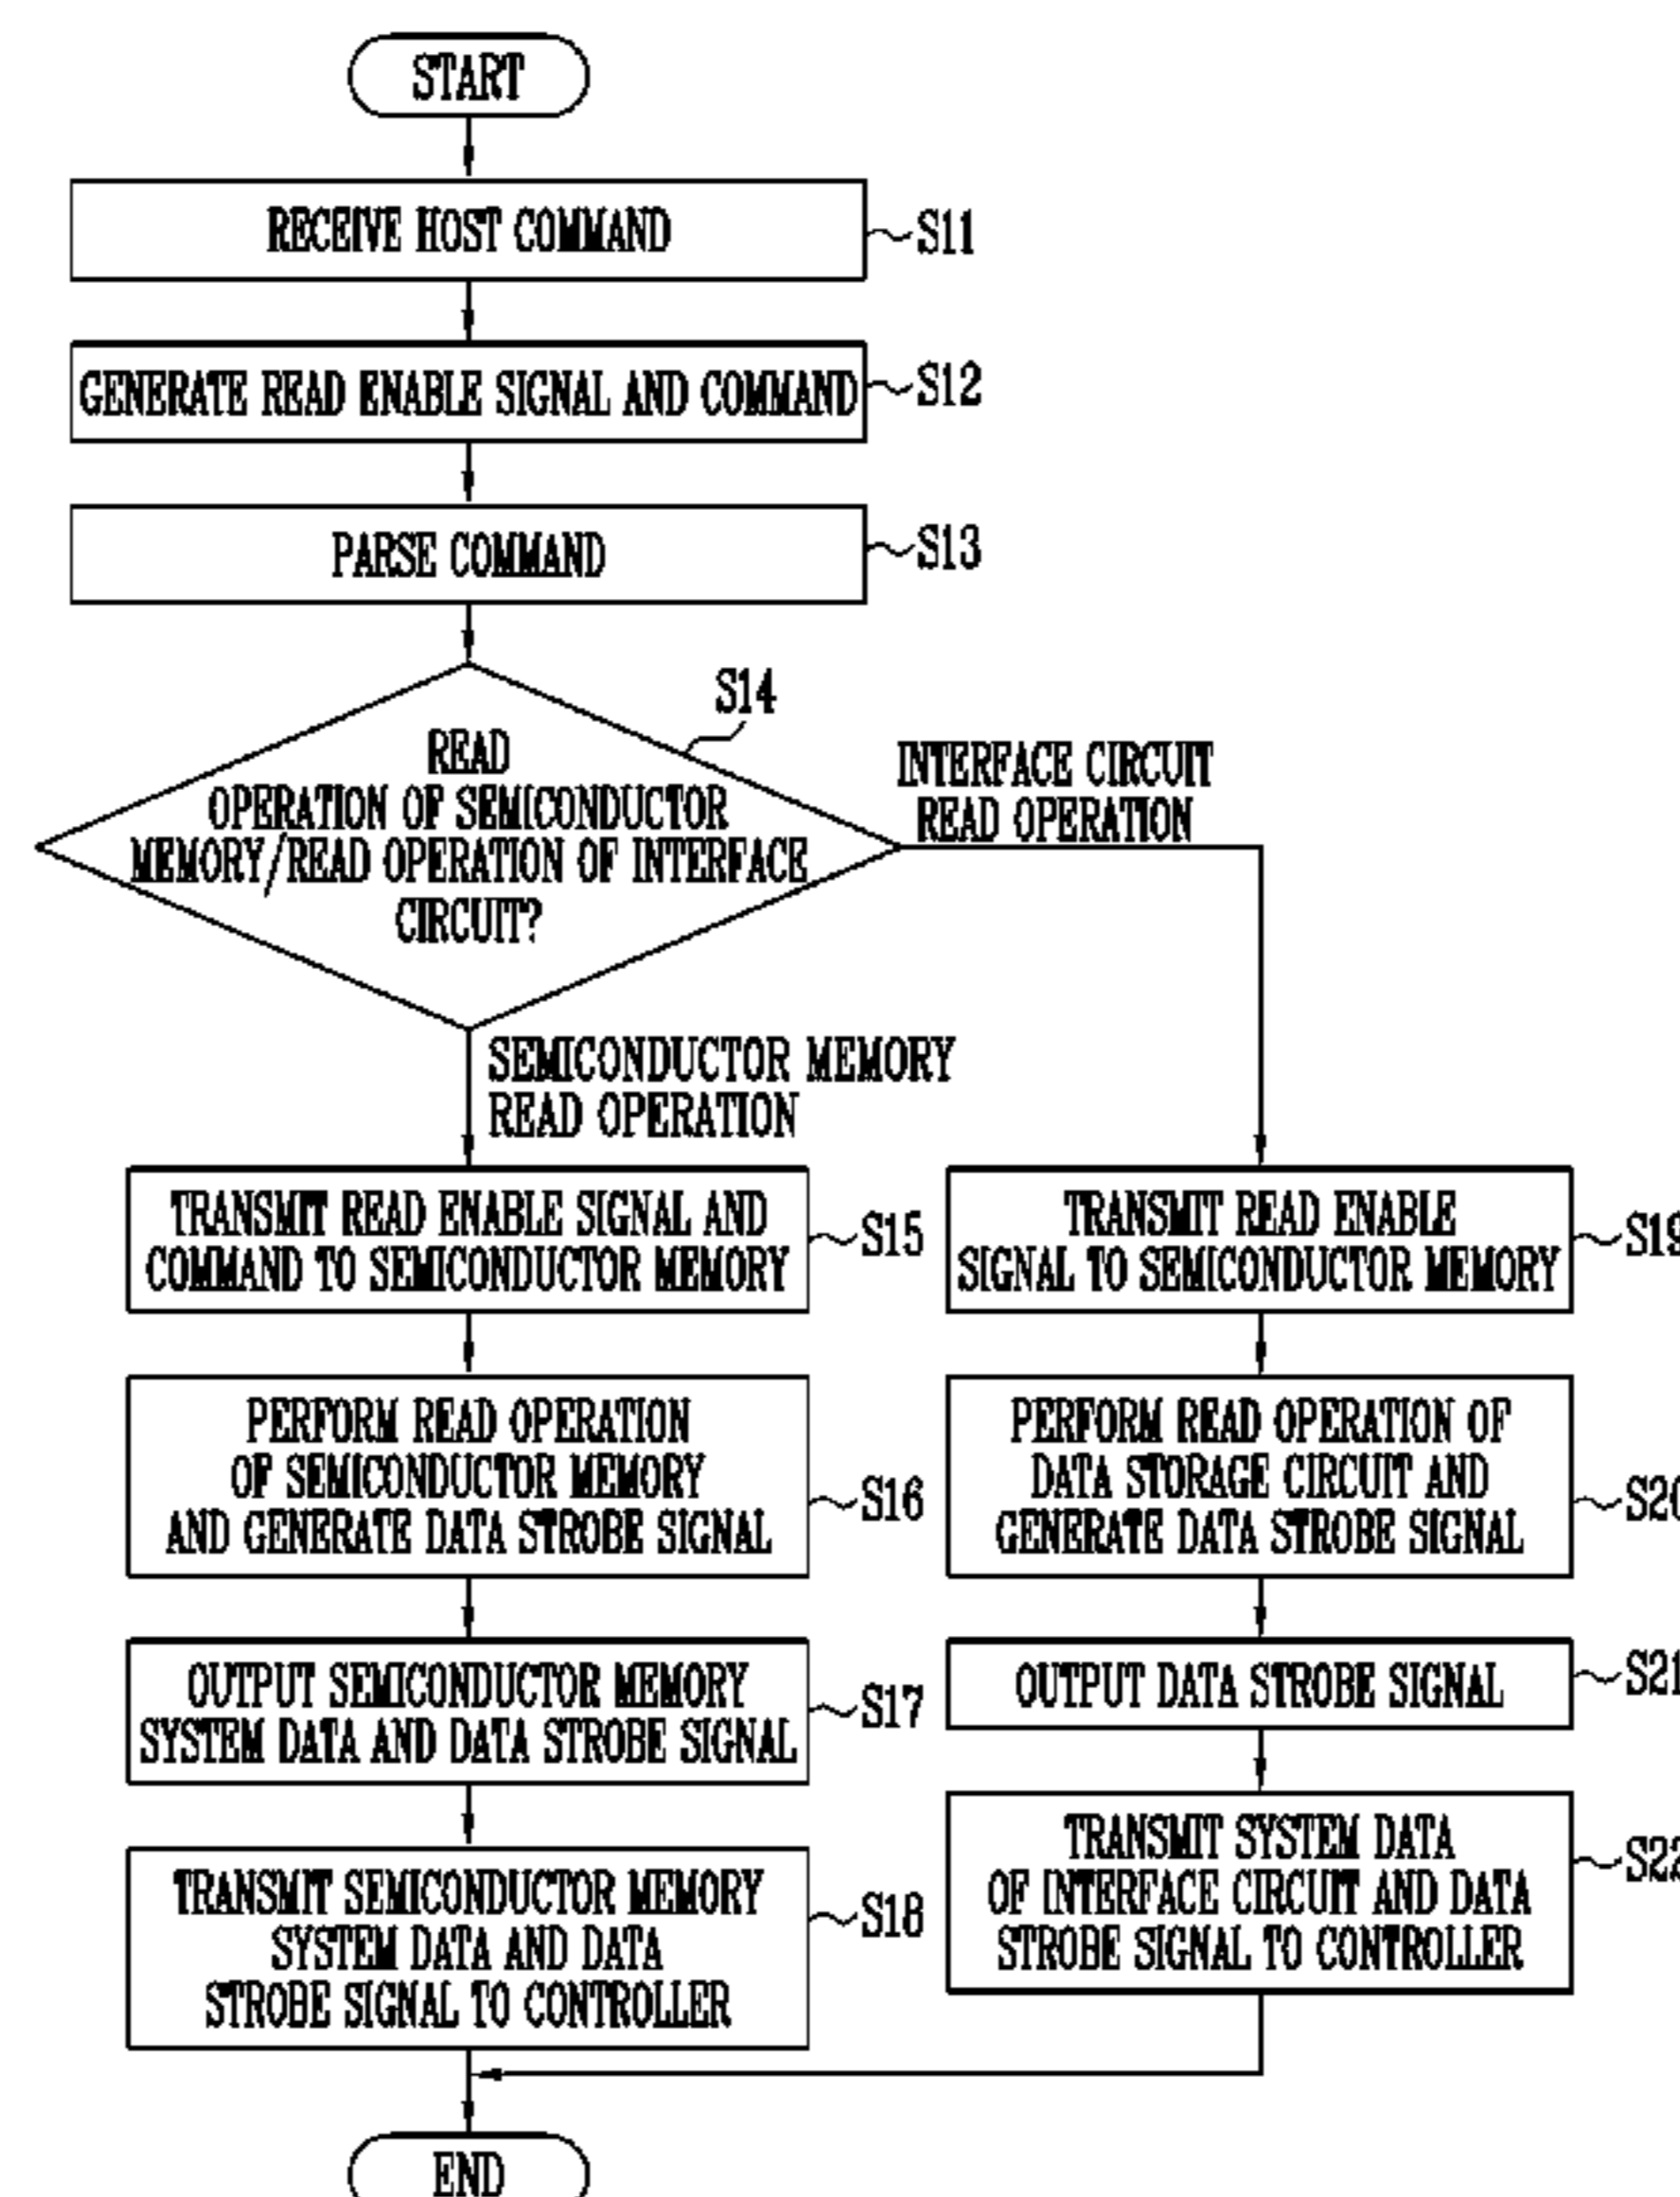 START
RECEIVE HOST COMMAND
S11
GENERATE READ ENABLE SIGNAL AND COMMAND
S12
PARSE COMMAND
S13
S14
READ
OPERATION OF SEMICONDUCTOR
MEMORY/READ OPERATION OF INTERFACE
CIRCUIT?
INTERFACE CIRCUIT
READ OPERATION
SEMICONDUCTOR MEMORY
READ OPERATION
TRANSMIT READ ENABLE SIGNAL AND
COMMAND TO SEMICONDUCTOR MEMORY
S15
PERFORM READ OPERATION
OF SEMICONDUCTOR MEMORY
AND GENERATE DATA STROBE SIGNAL
S16
OUTPUT SEMICONDUCTOR MEMORY
SYSTEM DATA AND DATA STROBE SIGNAL
S17
TRANSMIT SEMICONDUCTOR MEMORY
SYSTEM DATA AND DATA
STROBE SIGNAL TO CONTROLLER
S18
TRANSMIT READ ENABLE
SIGNAL TO SEMICONDUCTOR MEMORY
S19
PERFORM READ OPERATION OF
DATA STORAGE CIRCUIT AND
GENERATE DATA STROBE SIGNAL
S20
OUTPUT DATA STROBE SIGNAL
S21
TRANSMIT SYSTEM DATA
OF INTERFACE CIRCUIT AND DATA
STROBE SIGNAL TO CONTROLLER
S22
END